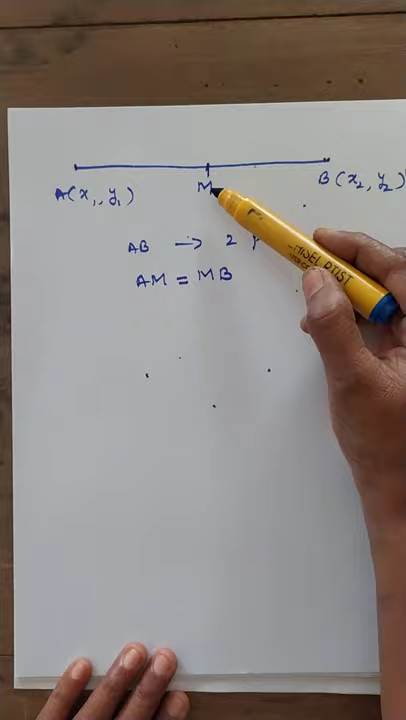 A(x₁, y₁) M B(x₂, y₂)
AB → 2
AM = MB